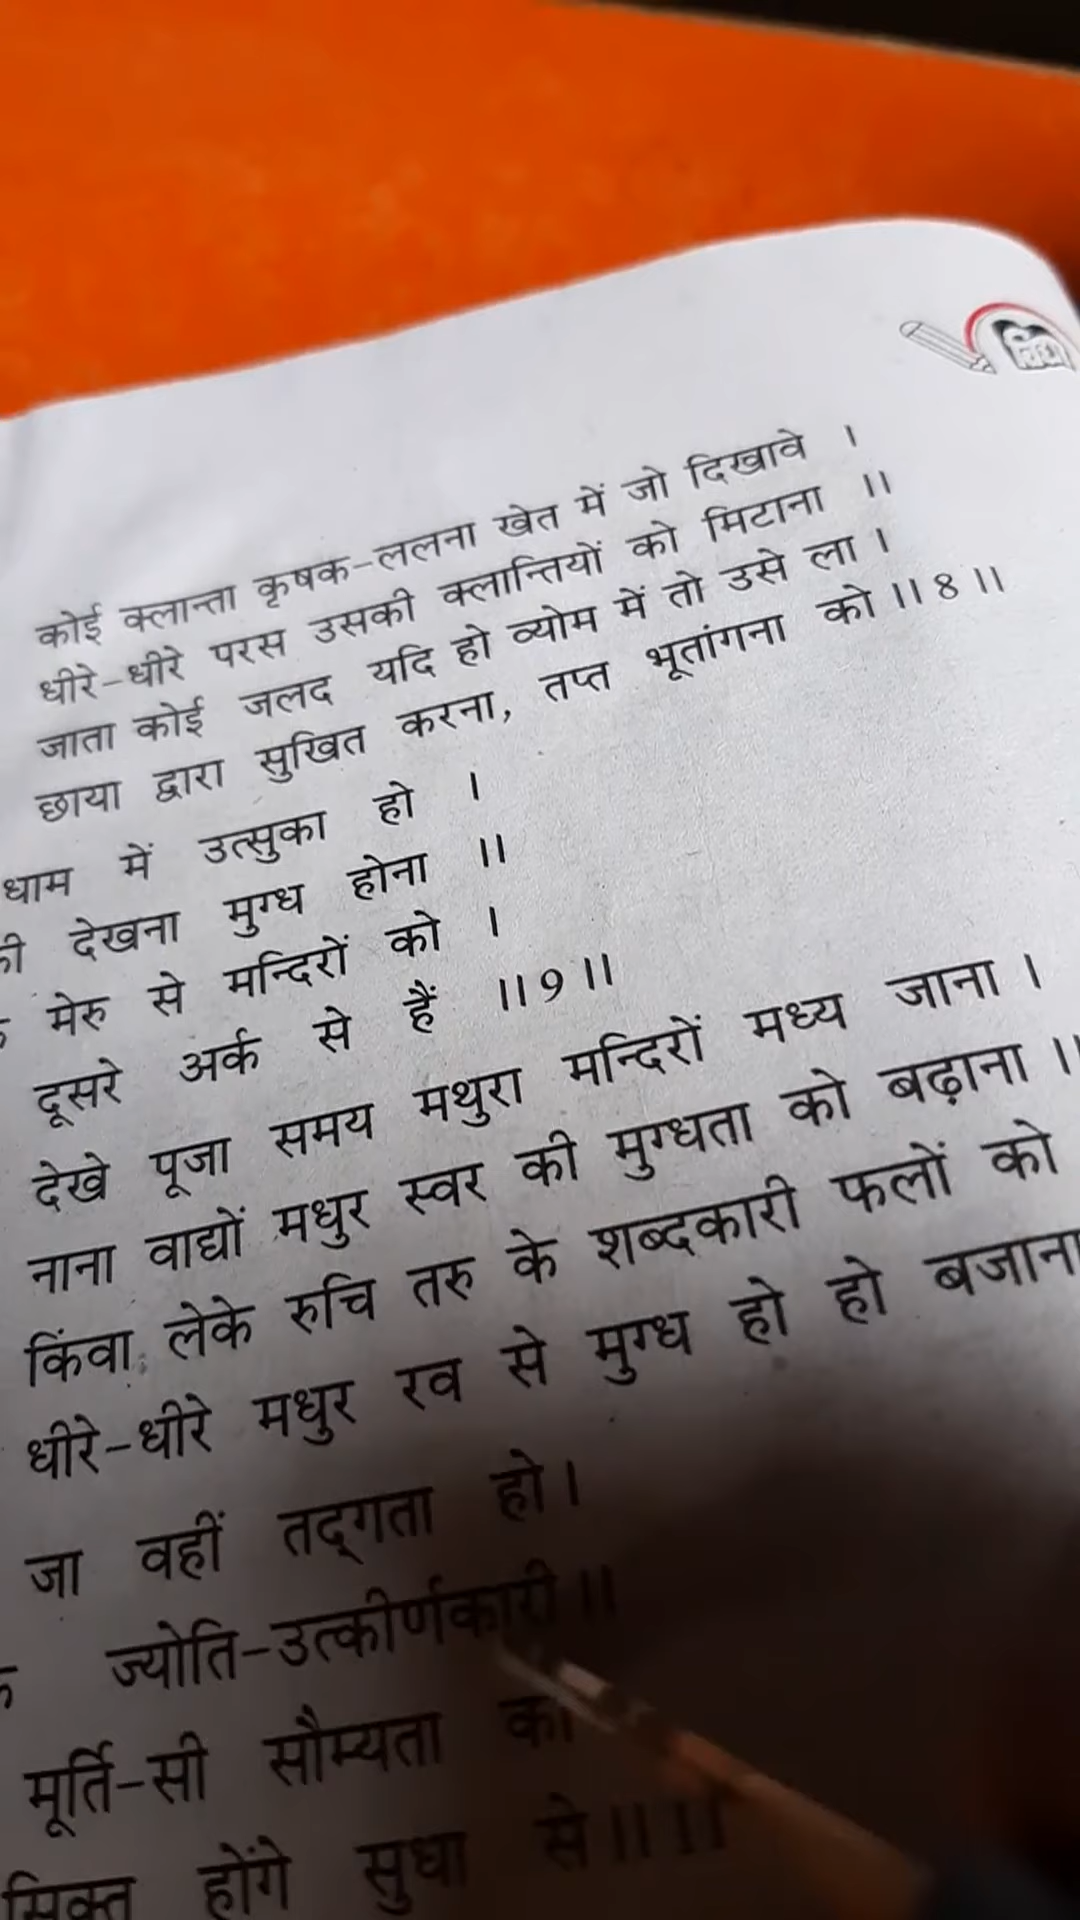 विद्य
कोई क्लान्ता कृषक-ललना खेत में जो दिखावे ।
धीरे-धीरे परस उसकी क्लान्तियों को मिटाना ॥
जाता कोई जलद यदि हो व्योम में तो उसे ला ।
छाया द्वारा सुखित करना, तप्त भूतांगना को ॥ 8 ॥
धाम में उत्सुका हो ।
देखना मुग्ध होना ॥
मेरु से मन्दिरों को ।
दूसरे अर्क से हैं ॥ 9 ॥
देखे पूजा समय मथुरा मन्दिरों मध्य जाना ।
नाना वाद्यों मधुर स्वर की मुग्धता को बढ़ाना ॥
किंवा लेके रुचि तरु के शब्दकारी फलों को
धीरे-धीरे मधुर रव से मुग्ध हो हो बजाना
जा वहीं तद्गता हो ।
ज्योति-उत्कीर्णकारी ॥
मूर्ति-सी सौम्यता का
सिक्त होंगे सुधा से ॥ 11